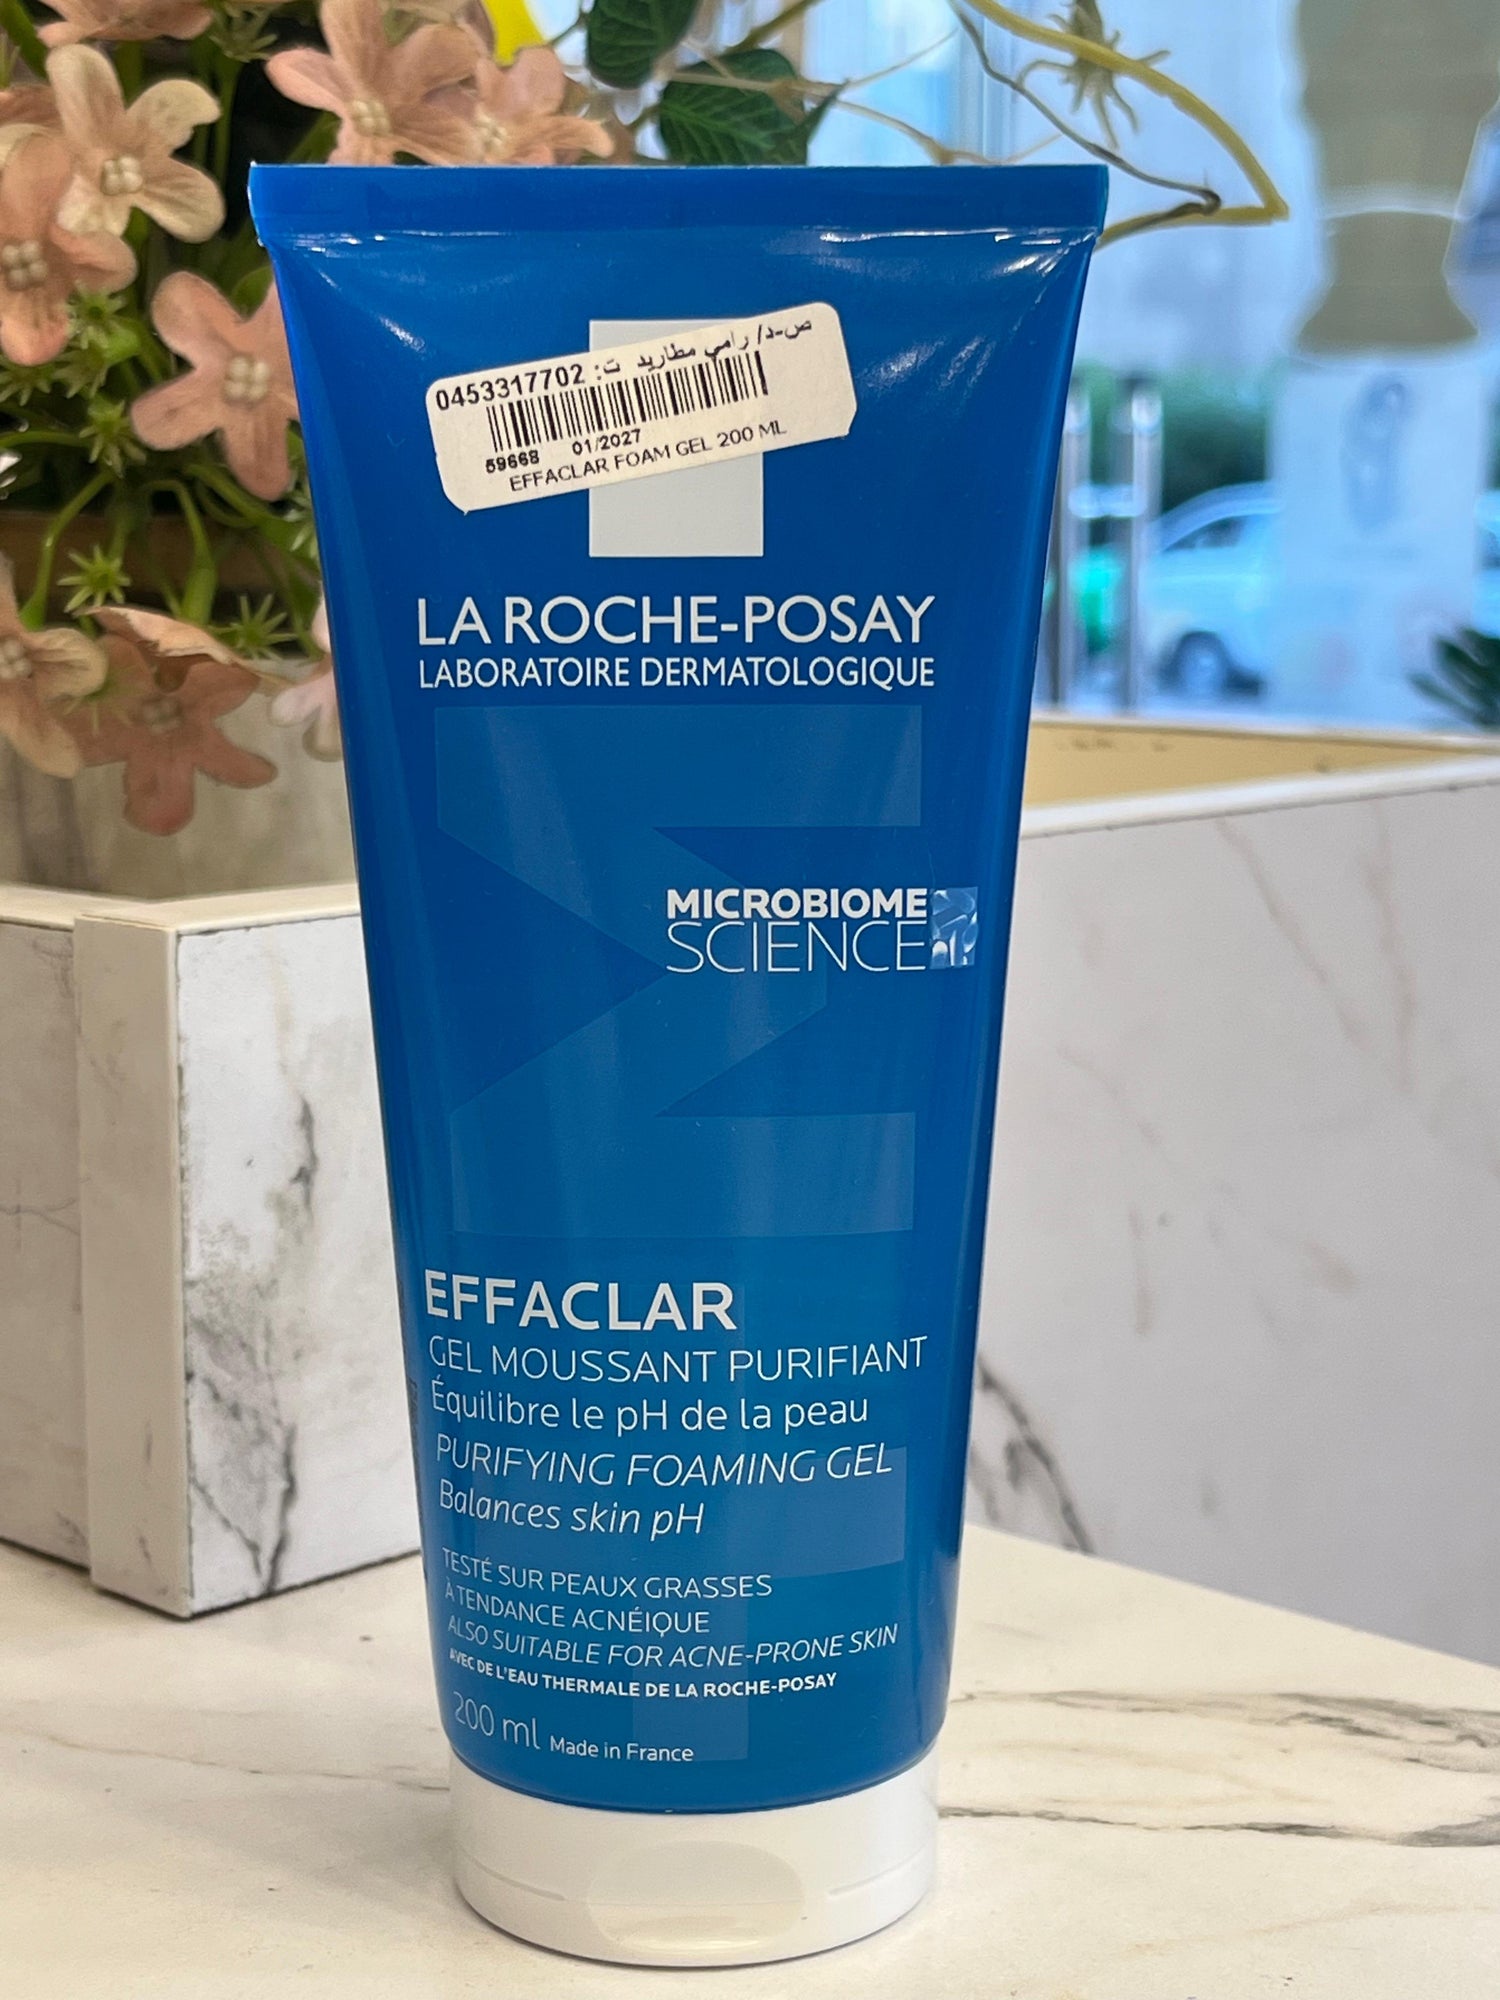 ص-د/ رامي مطاريد ت: 0453317702
59668 01/2027
EFFACLAR FOAM GEL 200 ML
LA ROCHE-POSAY
LABORATOIRE DERMATOLOGIQUE
MICROBIOME
SCIENCE
EFFACLAR
GEL MOUSSANT PURIFIANT
Équilibre le pH de la peau
PURIFYING FOAMING GEL
Balances skin pH
TESTÉ SUR PEAUX GRASSES
À TENDANCE ACNÉIQUE
ALSO SUITABLE FOR ACNE-PRONE SKIN
AVEC DE L'EAU THERMALE DE LA ROCHE-POSAY
200 ml Made in France